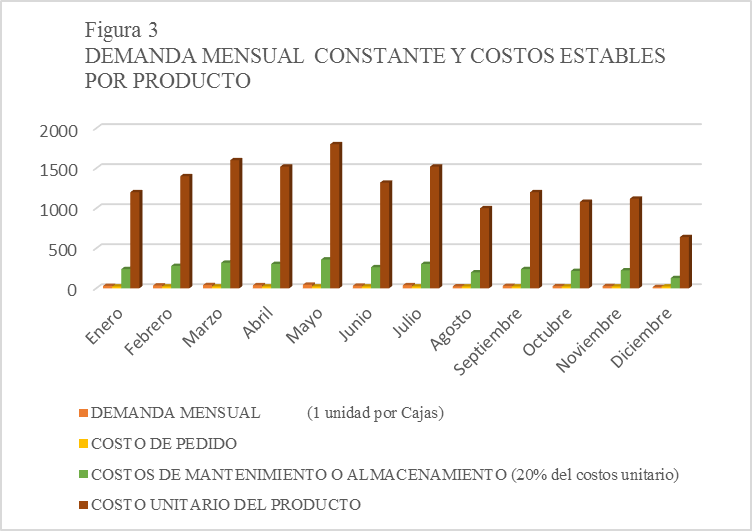 Figura 3
DEMANDA MENSUAL CONSTANTE Y COSTOS ESTABLES
POR PRODUCTO
2000
1500
1000
500
0
Enero
Febrero
Marzo
Abril
Mayo
Junio
Julio
Agosto
Septiembre
Octubre
Noviembre
Diciembre
DEMANDA MENSUAL (1 unidad por Cajas)
COSTO DE PEDIDO
COSTOS DE MANTENIMIENTO O ALMACENAMIENTO (20% del costos unitario)
COSTO UNITARIO DEL PRODUCTO